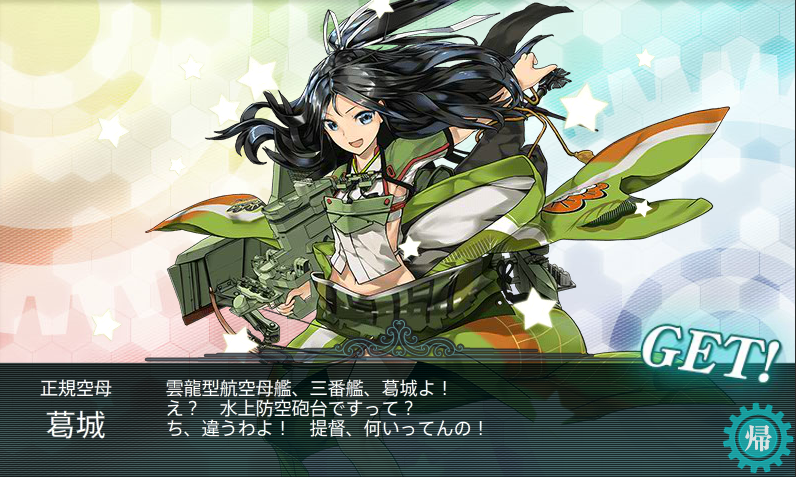 GET!
正規空母
葛城
雲龍型航空母艦、三番艦、葛城よ！
え？　水上防空砲台ですって？
ち、違うわよ！　提督、何いってんの！
帰